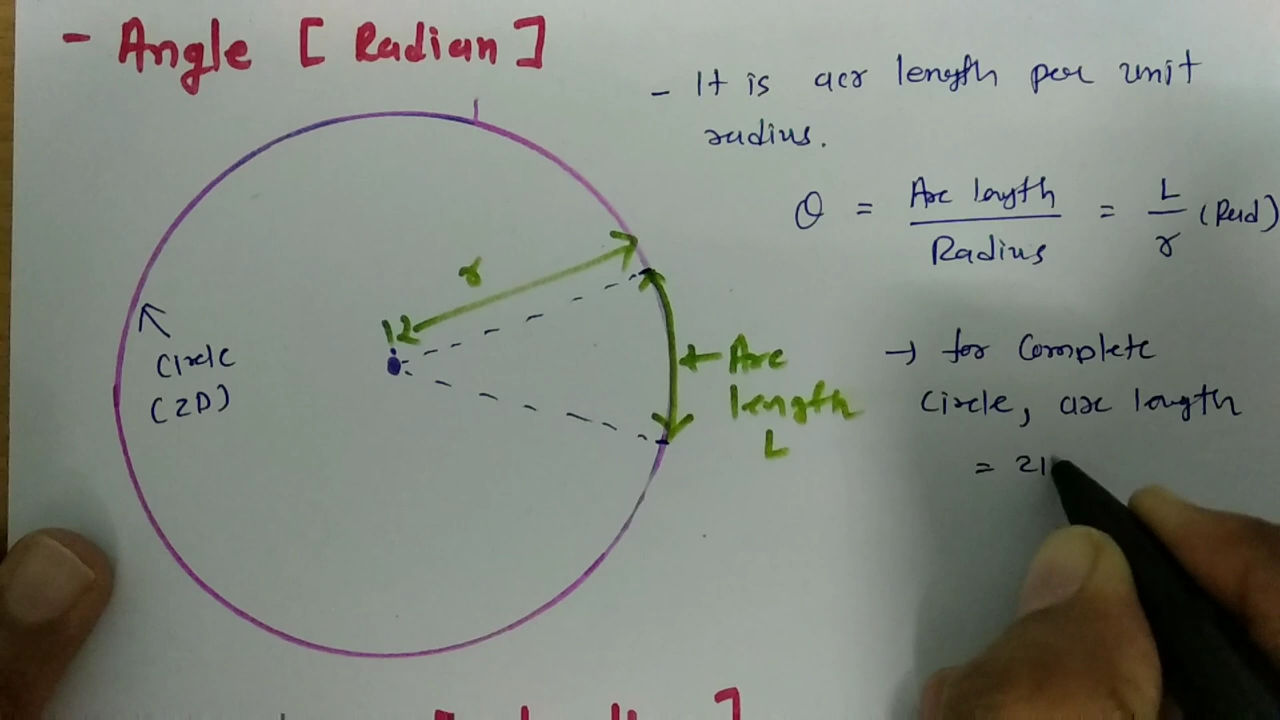 - Angle [Radian]
- It is acr length per unit
radius.
θ = Arc length / Radius = L / r (Rad)
r
Circle
(2D)
← Arc
length
L
→ for Complete
Circle, arc length
= 2